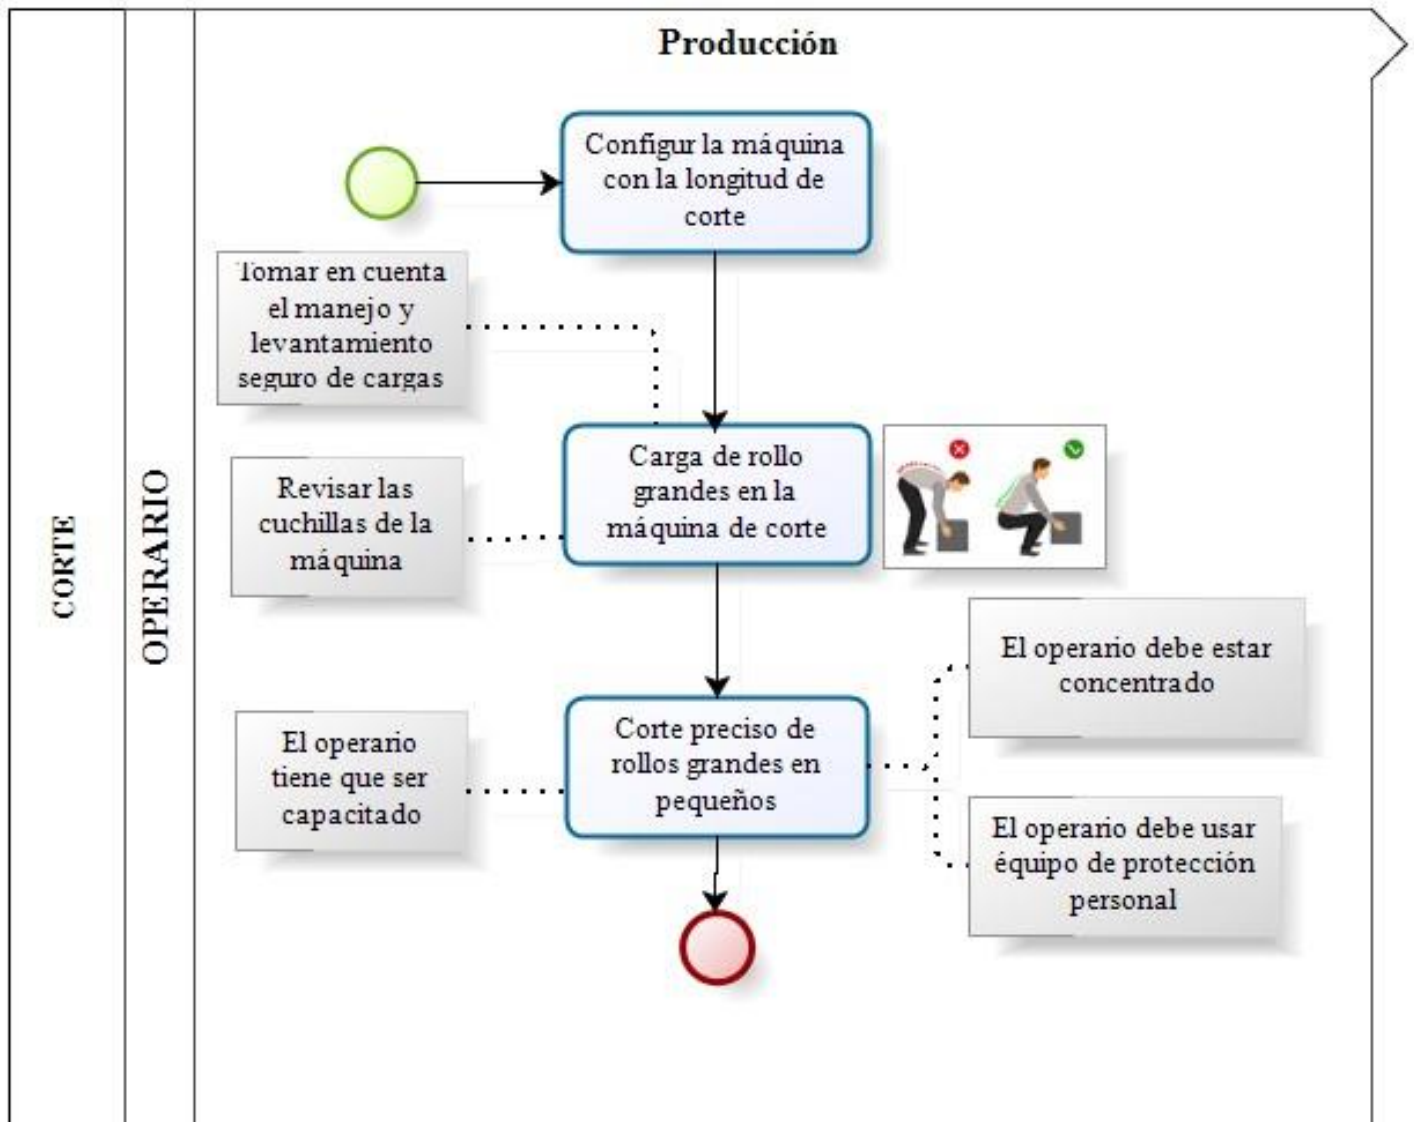 Producción
Configur la máquina
con la longitud de
corte
Tomar en cuenta
el manejo y
levantamiento
seguro de cargas
Carga de rollo
grandes en la
máquina de corte
Revisar las
cuchillas de la
máquina
CORTE
OPERARIO
El operario debe estar
concentrado
Corte preciso de
rollos grandes en
pequeños
El operario
tiene que ser
capacitado
El operario debe usar
équipo de protección
personal